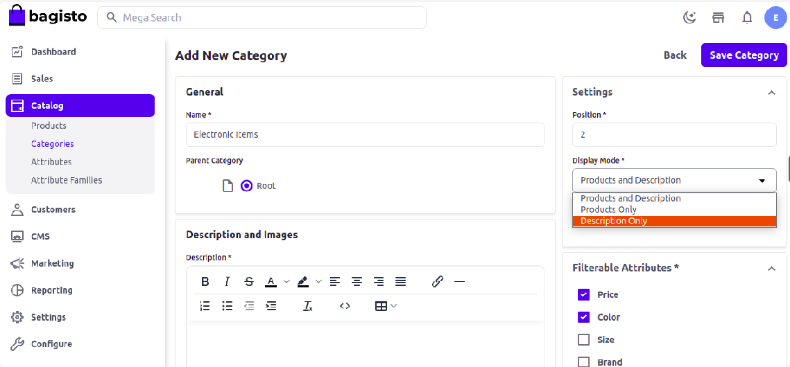 bagisto
Mega Search
E
Dashboard
Sales
Catalog
Products
Categories
Attributes
Attribute Families
Customers
CMS
Marketing
Reporting
Settings
Configure
Add New Category
Back
Save Category
General
Name *
Electronic Items
Parent Category
Root
Description and Images
Description *
B I S A
Settings
Position *
2
Display Mode *
Products and Description
Products and Description
Products Only
Description Only
Filterable Attributes *
Price
Color
Size
Brand